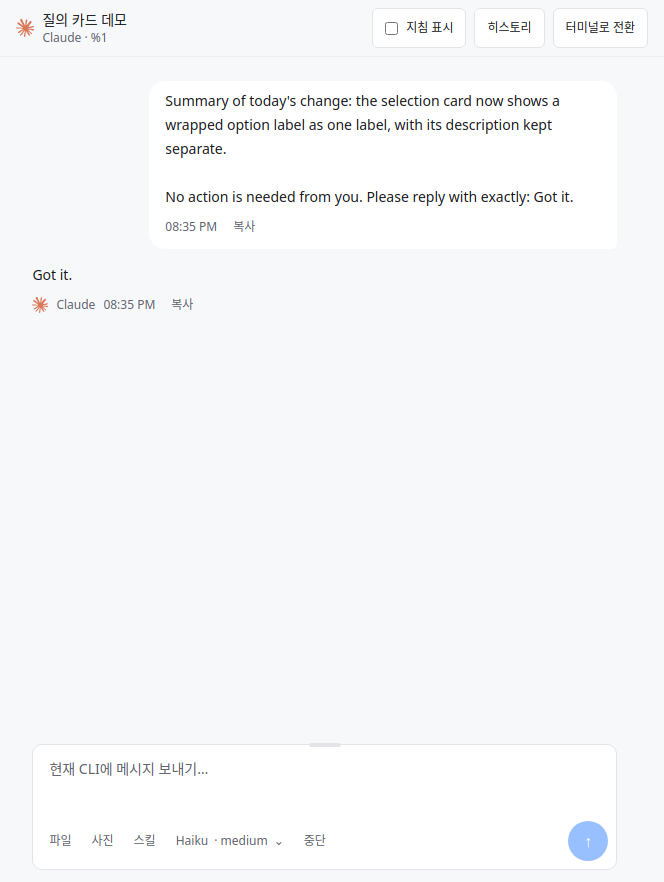 질의 카드 데모
Claude · %1
지침 표시
히스토리
터미널로 전환
Summary of today's change: the selection card now shows a
wrapped option label as one label, with its description kept
separate.
No action is needed from you. Please reply with exactly: Got it.
08:35 PM 복사
Got it.
Claude 08:35 PM 복사
현재 CLI에 메시지 보내기...
파일 사진 스킬 Haiku · medium 중단
↑